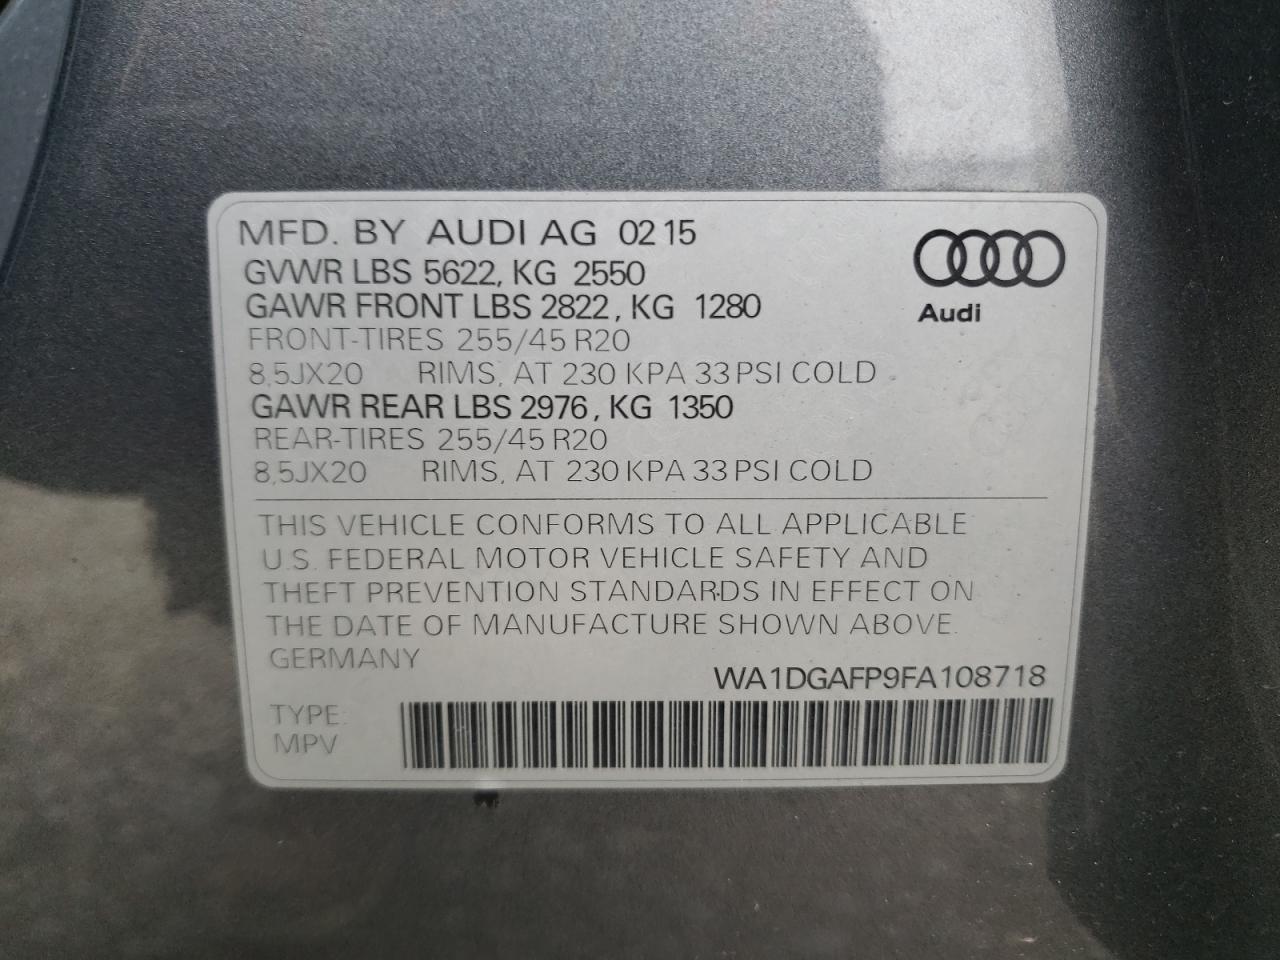 MFD. BY AUDI AG 02 15
GVWR LBS 5622, KG 2550
GAWR FRONT LBS 2822, KG 1280
FRONT-TIRES 255/45 R20
8,5JX20 RIMS, AT 230 KPA 33 PSI COLD
GAWR REAR LBS 2976, KG 1350
REAR-TIRES 255/45 R20
8,5JX20 RIMS, AT 230 KPA 33 PSI COLD
Audi
THIS VEHICLE CONFORMS TO ALL APPLICABLE
U.S. FEDERAL MOTOR VEHICLE SAFETY AND
THEFT PREVENTION STANDARDS IN EFFECT ON
THE DATE OF MANUFACTURE SHOWN ABOVE.
GERMANY
WA1DGAFP9FA108718
TYPE:
MPV